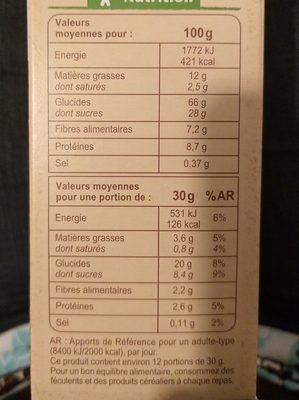 Nutrition
Valeurs
moyennes pour : 100g
Energie 1772 kJ
421 kcal
Matières grasses 12 g
dont saturés 2,5 g
Glucides 66 g
dont sucres 28 g
Fibres alimentaires 7,2 g
Protéines 8,7 g
Sel 0,37 g
Valeurs moyennes
pour une portion de : 30g %AR
Energie 531 kJ 6%
126 kcal
Matières grasses 3,6 g 5%
dont saturés 0,8 g 4%
Glucides 20 g 8%
dont sucres 8,4 g 9%
Fibres alimentaires 2,2 g
Protéines 2,6 g 5%
Sel 0,11 g 2%
AR : Apports de Référence pour un adulte-type
(8400 kJ/2000 kcal), par jour.
Ce produit contient environ 12 portions de 30 g.
Pour un bon équilibre alimentaire, consommez des
féculents et des produits céréaliers à chaque repas.